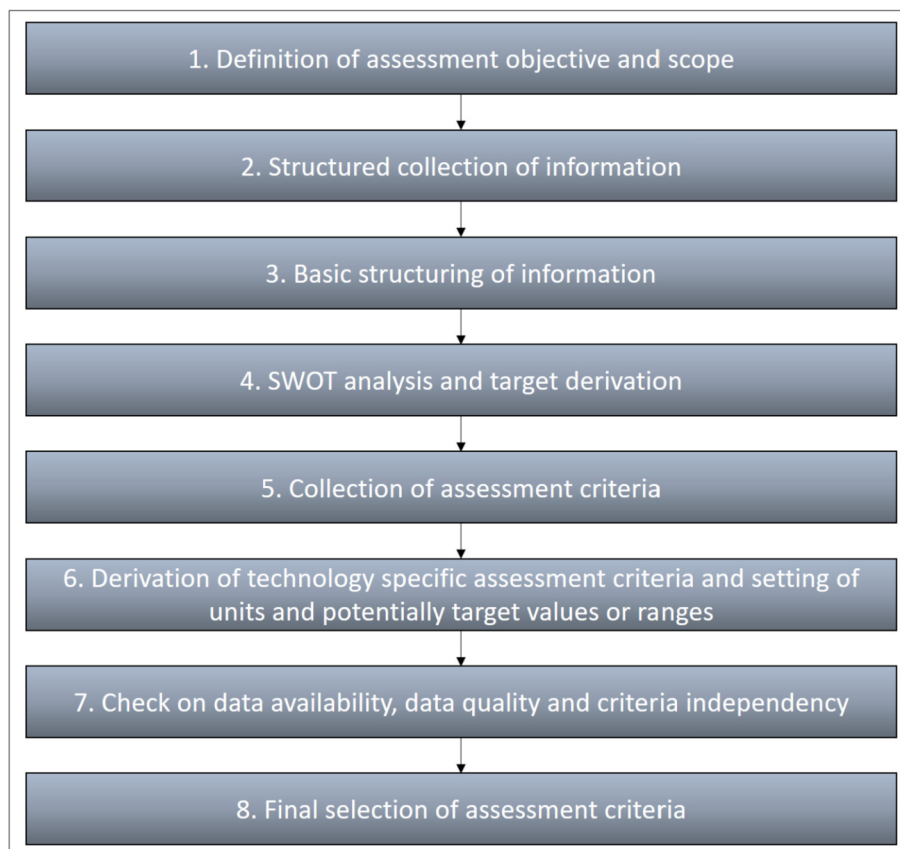 1. Definition of assessment objective and scope
2. Structured collection of information
3. Basic structuring of information
4. SWOT analysis and target derivation
5. Collection of assessment criteria
6. Derivation of technology specific assessment criteria and setting of
units and potentially target values or ranges
7. Check on data availability, data quality and criteria independency
8. Final selection of assessment criteria